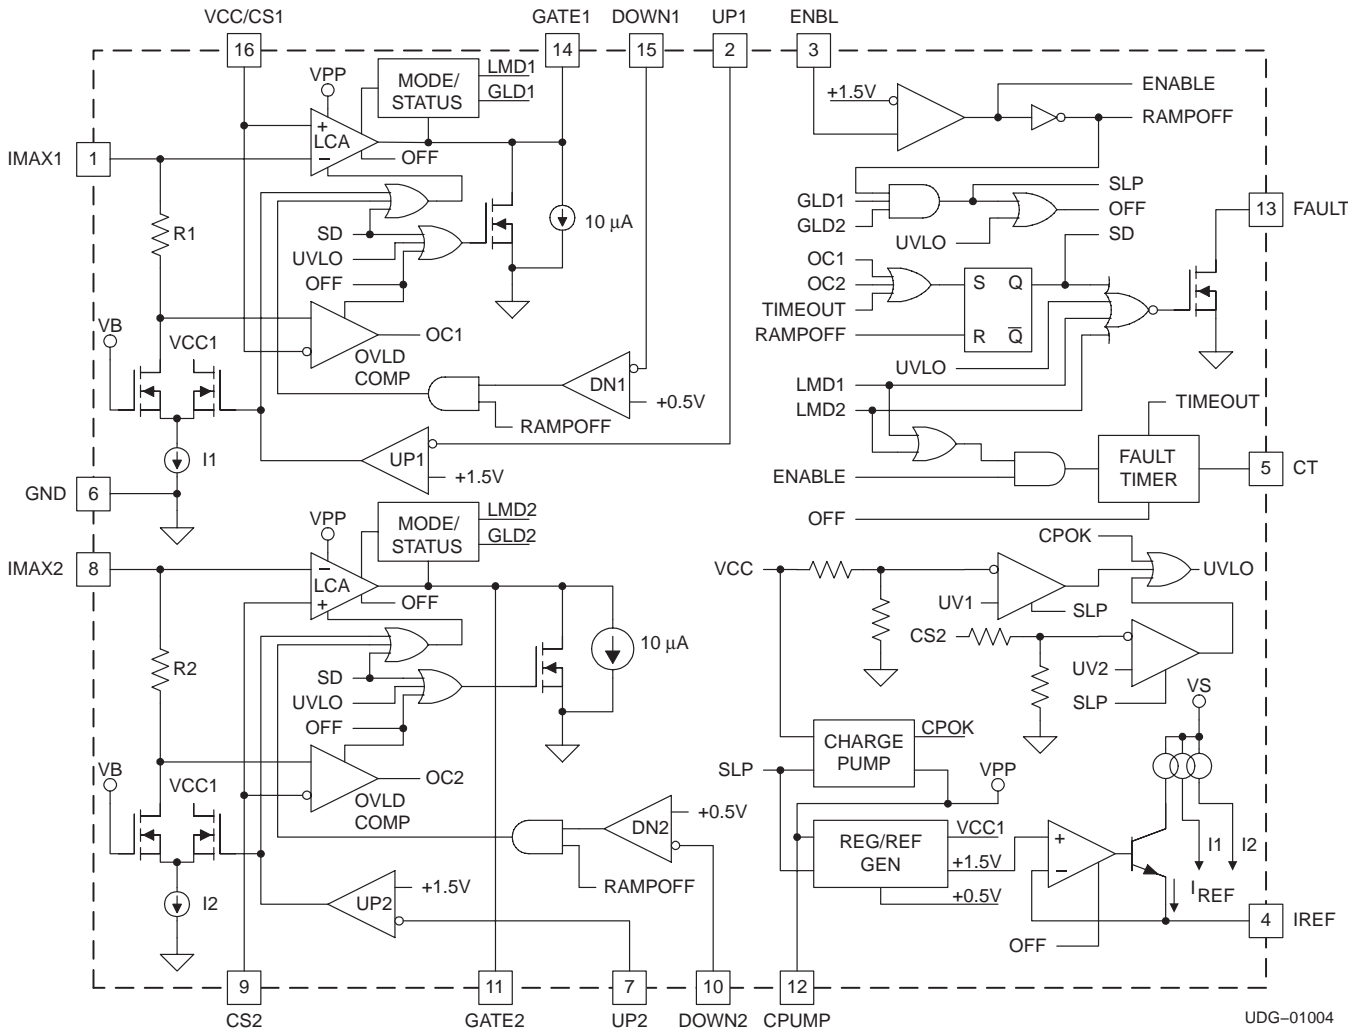 VCC/CS1 GATE1 DOWN1 UP1 ENBL
16 14 15 2 3
VPP
MODE/
STATUS
LMD1
GLD1
+
LCA
−
OFF
IMAX1 1
R1
SD
UVLO
OFF
10 µA
VB
VCC1
OC1
OVLD
COMP
DN1
+0.5V
RAMPOFF
UP1
+1.5V
I1
GND 6
+1.5V
ENABLE
RAMPOFF
GLD1
GLD2
SLP
OFF
UVLO
SD
13 FAULT
OC1
OC2
TIMEOUT
RAMPOFF
S Q
R Q̅
UVLO
LMD1
LMD2
TIMEOUT
ENABLE
FAULT
TIMER
5 CT
OFF
IMAX2 8
VPP
MODE/
STATUS
LMD2
GLD2
−
LCA
+
OFF
R2
SD
UVLO
OFF
10 µA
VB
VCC1
OC2
OVLD
COMP
DN2
+0.5V
RAMPOFF
UP2
+1.5V
I2
VCC
CPOK
UVLO
UV1
SLP
CS2
UV2
SLP
VS
CHARGE
PUMP
CPOK
SLP
VPP
REG/REF
GEN
VCC1
+1.5V
+0.5V
+
−
OFF
I1 I2
IREF
4 IREF
9 11 7 10 12
CS2 GATE2 UP2 DOWN2 CPUMP
UDG−01004